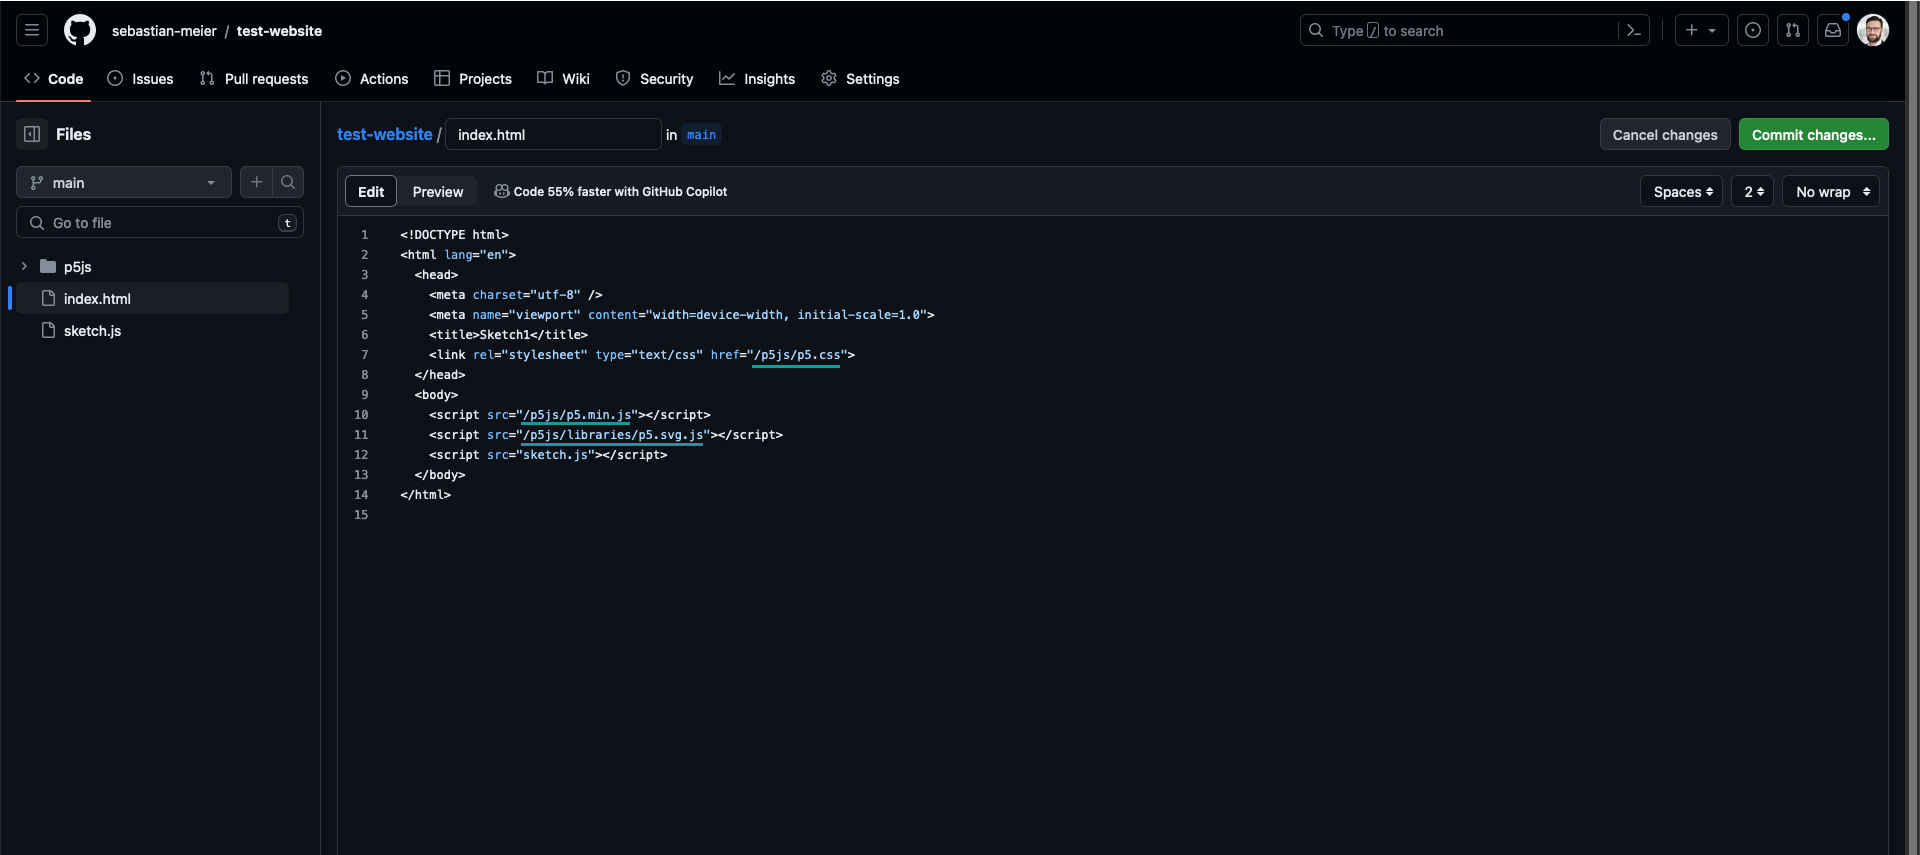 sebastian-meier / test-website
Type / to search
Code Issues Pull requests Actions Projects Wiki Security Insights Settings
Files
test-website / index.html in main
Cancel changes Commit changes...
main
Go to file t
p5js
index.html
sketch.js
Edit Preview Code 55% faster with GitHub Copilot Spaces 2 No wrap
1 <!DOCTYPE html>
2 <html lang="en">
3 <head>
4 <meta charset="utf-8" />
5 <meta name="viewport" content="width=device-width, initial-scale=1.0">
6 <title>Sketch1</title>
7 <link rel="stylesheet" type="text/css" href="/p5js/p5.css">
8 </head>
9 <body>
10 <script src="/p5js/p5.min.js"></script>
11 <script src="/p5js/libraries/p5.svg.js"></script>
12 <script src="sketch.js"></script>
13 </body>
14 </html>
15